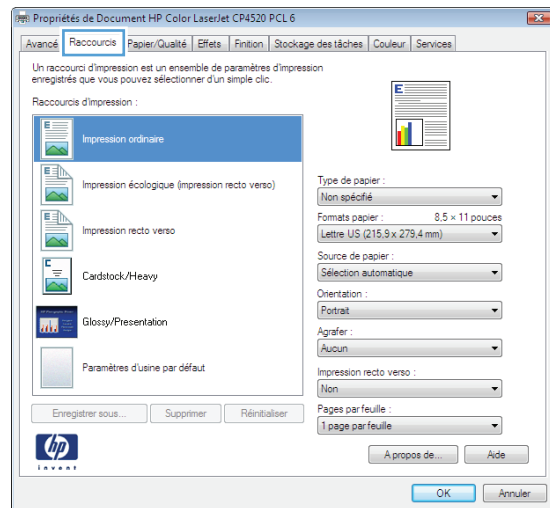 Propriétés de Document HP Color LaserJet CP4520 PCL 6
Avancé Raccourcis Papier/Qualité Effets Finition Stockage des tâches Couleur Services
Un raccourci d'impression est un ensemble de paramètres d'impression
enregistrés que vous pouvez sélectionner d'un simple clic.
Raccourcis d'impression :
Impression ordinaire
Impression écologique (impression recto verso)
Impression recto verso
Cardstock/Heavy
Glossy/Presentation
Paramètres d'usine par défaut
Enregistrer sous... Supprimer Réinitialiser
E
Type de papier :
Non spécifié
Formats papier : 8,5 × 11 pouces
Lettre US (215,9 x 279,4 mm)
Source de papier :
Sélection automatique
Orientation :
Portrait
Agrafer :
Aucun
Impression recto verso :
Non
Pages par feuille :
1 page par feuille
hp
invent
A propos de... Aide
OK Annuler